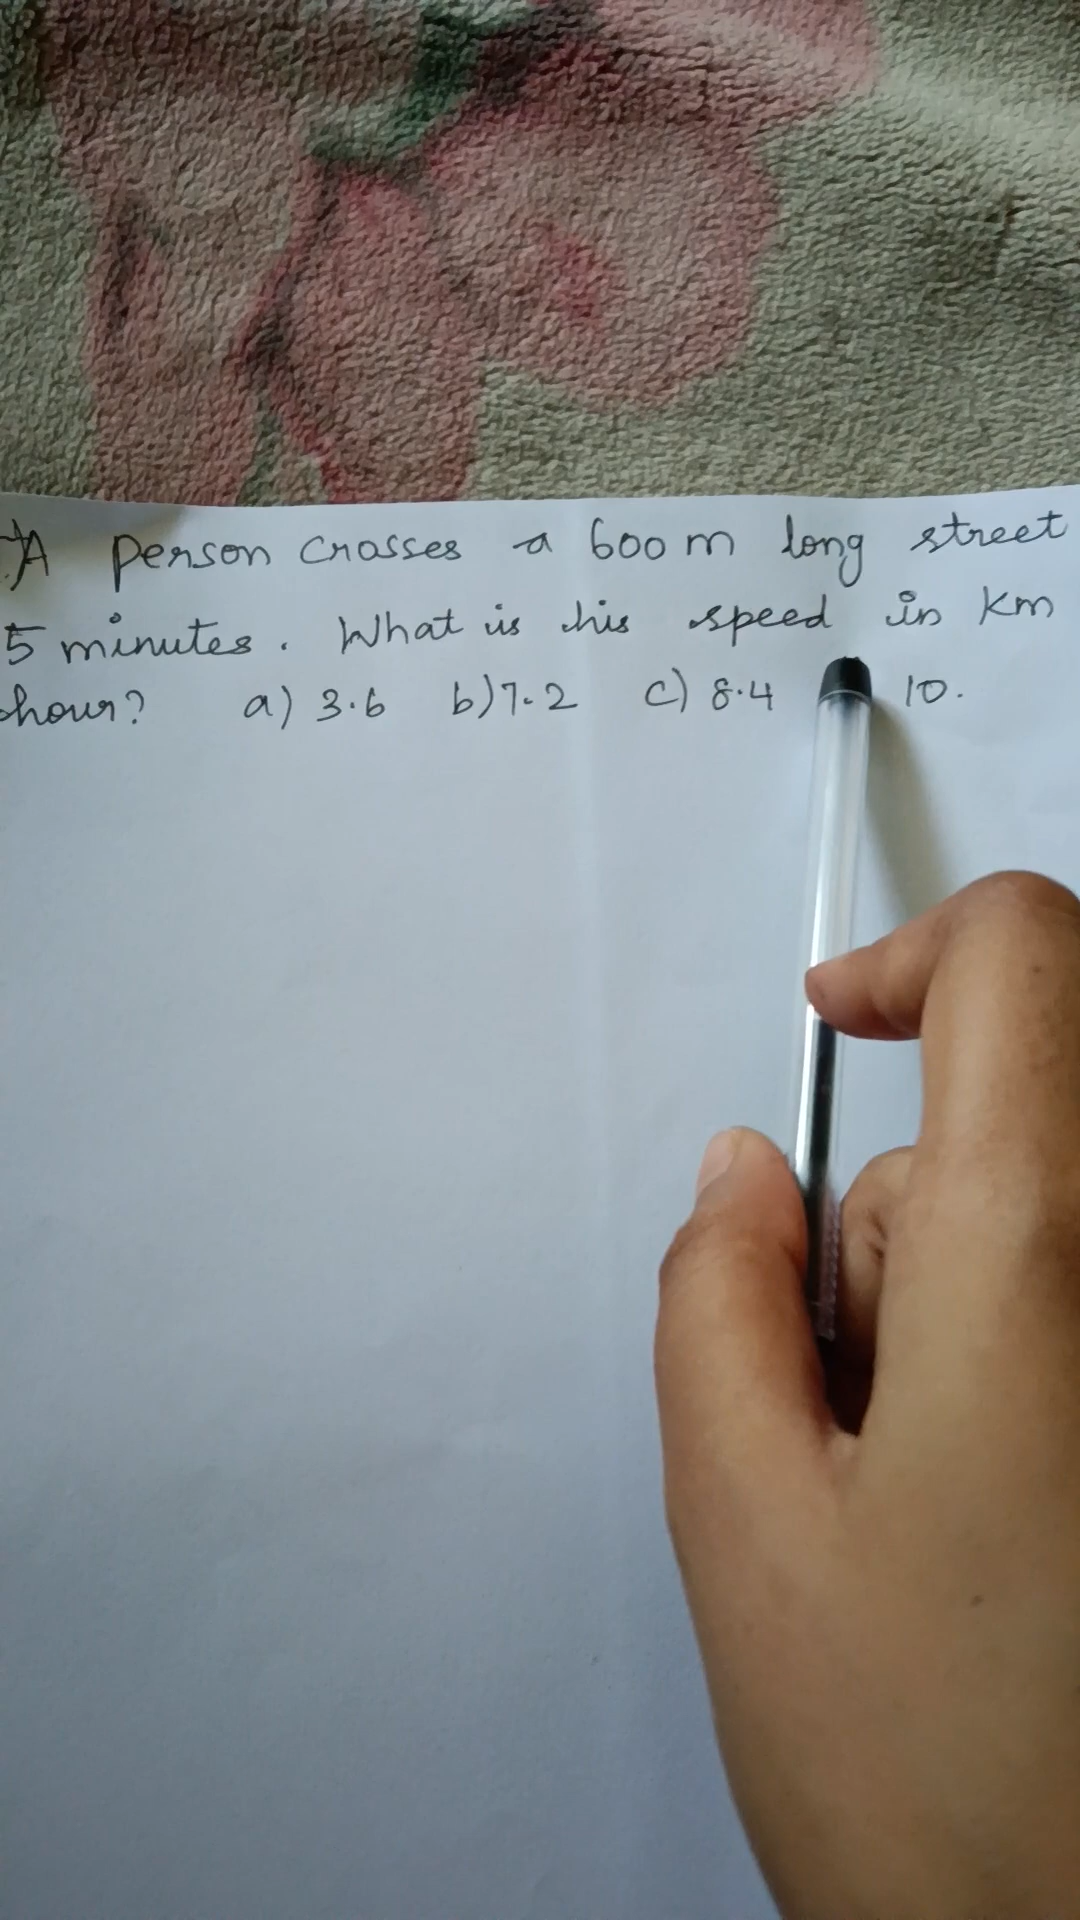 A person crosses a 600 m long street
5 minutes. What is his speed in Km
hour? a) 3.6 b) 7.2 c) 8.4 10.